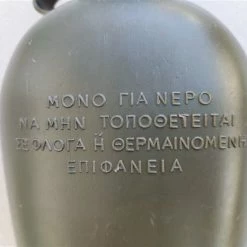 ΜΟΝΟ ΓΙΑ ΝΕΡΟ
ΝΑ ΜΗΝ ΤΟΠΟΘΕΤΕΙΤΑΙ
ΣΕ ΦΛΟΓΑ Ή ΘΕΡΜΑΙΝΟΜΕΝΗ
ΕΠΙΦΑΝΕΙΑ